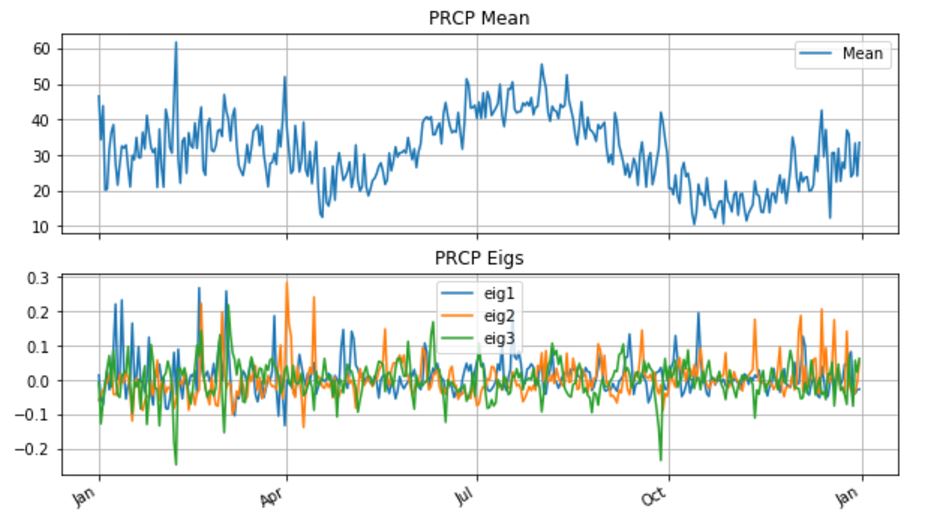 PRCP Mean
60
50
40
30
20
10
Mean
PRCP Eigs
0.3
0.2
0.1
0.0
−0.1
−0.2
eig1
eig2
eig3
Jan
Apr
Jul
Oct
Jan